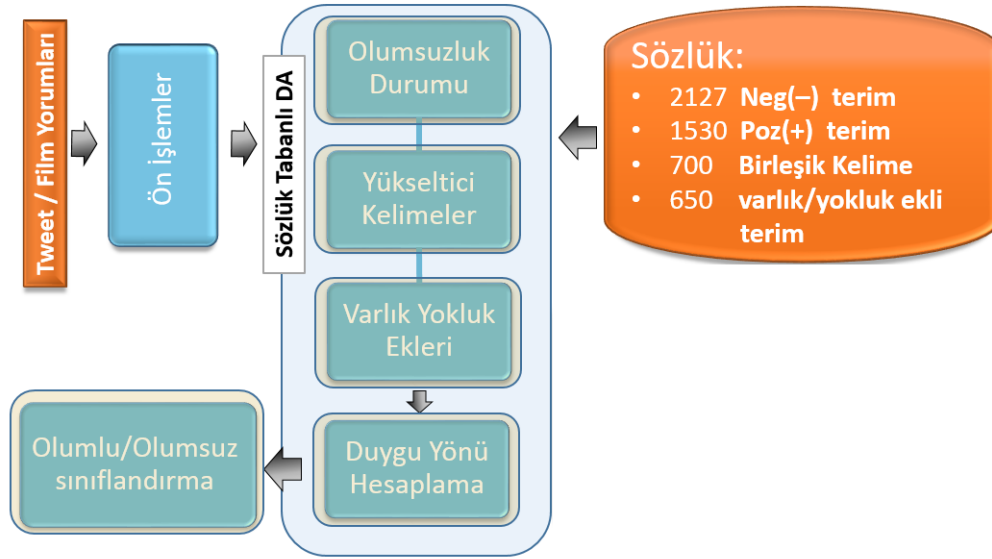 Tweet / Film Yorumları
Ön İşlemler
Sözlük Tabanlı DA
Olumsuzluk
Durumu
Yükseltici
Kelimeler
Varlık Yokluk
Ekleri
Duygu Yönü
Hesaplama
Olumlu/Olumsuz
sınıflandırma
Sözlük:
• 2127 Neg(–) terim
• 1530 Poz(+) terim
• 700 Birleşik Kelime
• 650 varlık/yokluk ekli
terim